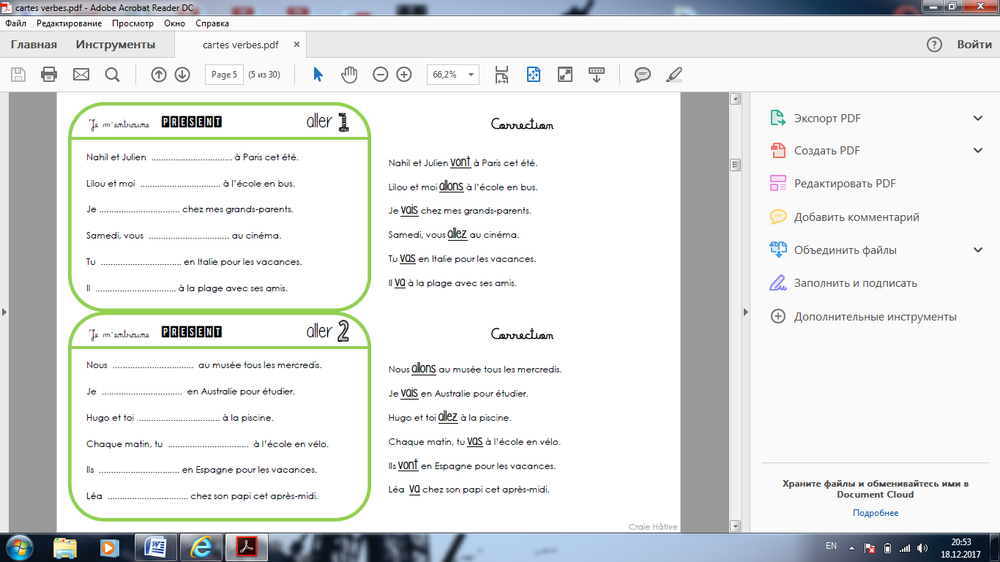 cartes verbes.pdf - Adobe Acrobat Reader DC
Файл Редактирование Просмотр Окно Справка
Главная Инструменты cartes verbes.pdf × Войти
Page 5 (5 из 30) 66,2%
Je m'entraine PRESENT aller 1
Nahil et Julien .................................. à Paris cet été.
Lilou et moi .................................. à l'école en bus.
Je .................................. chez mes grands-parents.
Samedi, vous .................................. au cinéma.
Tu .................................. en Italie pour les vacances.
Il .................................. à la plage avec ses amis.
Correction
Nahil et Julien vont à Paris cet été.
Lilou et moi allons à l'école en bus.
Je vais chez mes grands-parents.
Samedi, vous allez au cinéma.
Tu vas en Italie pour les vacances.
Il va à la plage avec ses amis.
Je m'entraine PRESENT aller 2
Nous .................................. au musée tous les mercredis.
Je .................................. en Australie pour étudier.
Hugo et toi .................................. à la piscine.
Chaque matin, tu .................................. à l'école en vélo.
Ils .................................. en Espagne pour les vacances.
Léa .................................. chez son papi cet après-midi.
Correction
Nous allons au musée tous les mercredis.
Je vais en Australie pour étudier.
Hugo et toi allez à la piscine.
Chaque matin, tu vas à l'école en vélo.
Ils vont en Espagne pour les vacances.
Léa va chez son papi cet après-midi.
Craie Hâtive
Экспорт PDF
Создать PDF
Редактировать PDF
Добавить комментарий
Объединить файлы
Заполнить и подписать
Дополнительные инструменты
Храните файлы и обменивайтесь ими в
Document Cloud
Подробнее
EN
20:53
18.12.2017